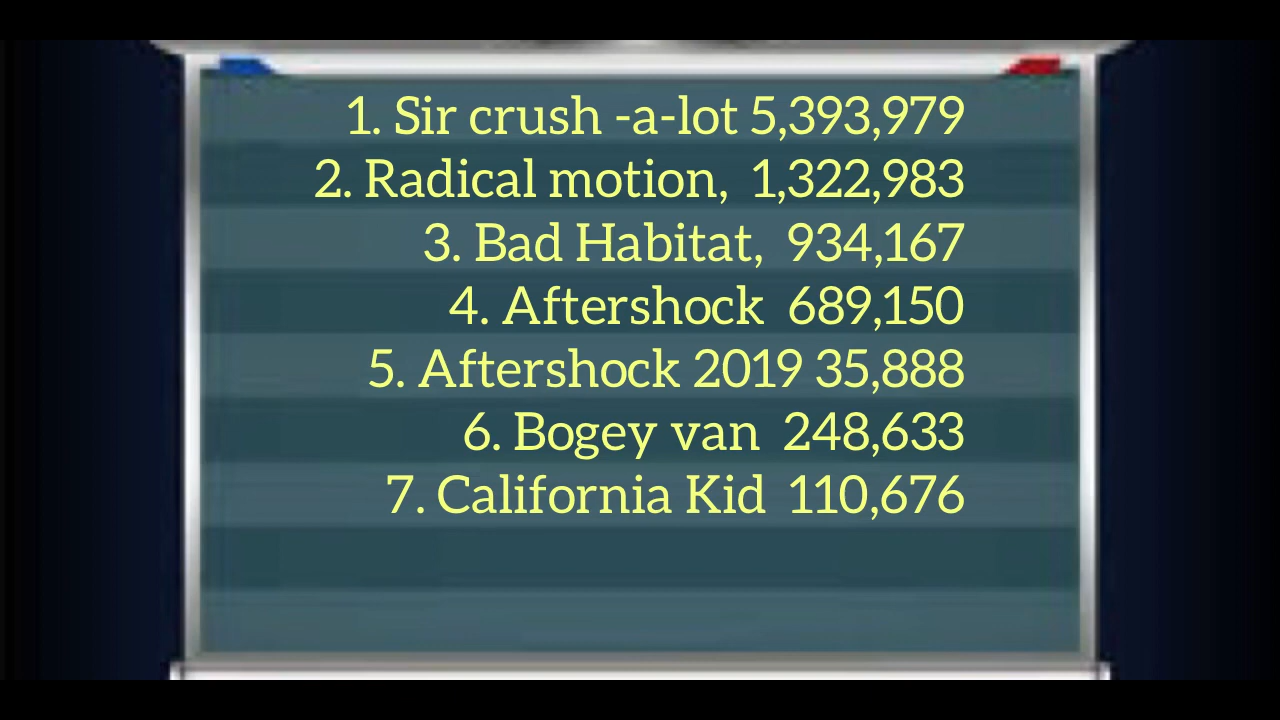 1. Sir crush -a-lot 5,393,979
2. Radical motion,  1,322,983
3. Bad Habitat,  934,167
4. Aftershock  689,150
5. Aftershock 2019 35,888
6. Bogey van  248,633
7. California Kid  110,676